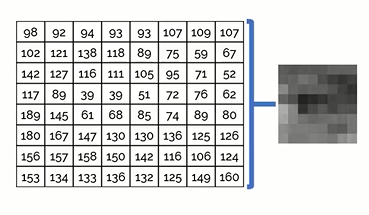 98 92 94 93 93 107 109 107
102 121 138 118 89 75 59 67
142 127 116 111 105 95 71 52
117 89 39 39 51 72 76 62
189 145 61 68 85 74 89 80
180 167 147 130 130 136 125 126
156 157 158 150 142 116 106 124
153 134 133 136 132 125 149 160